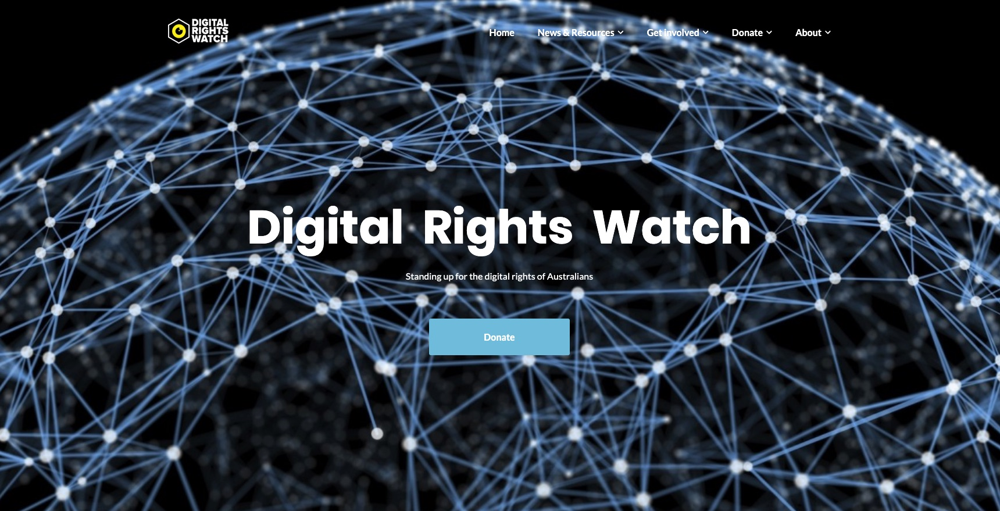 DIGITAL
RIGHTS
WATCH
Home News & Resources Get involved Donate About
Digital Rights Watch
Standing up for the digital rights of Australians
Donate